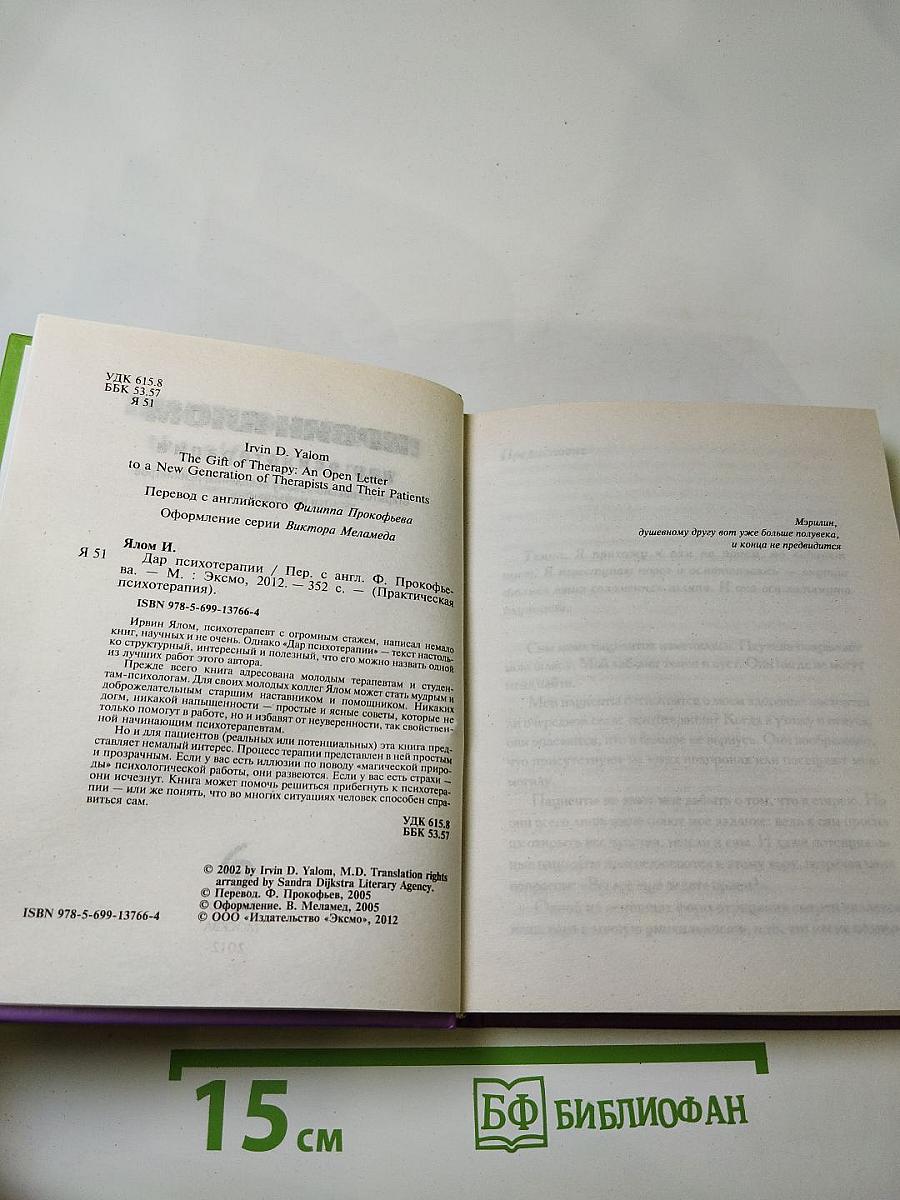 УДК 615.8
ББК 53.57
Я 51
Irvin D. Yalom
The Gift of Therapy: An Open Letter
to a New Generation of Therapists and Their Patients
Перевод с английского Филиппа Прокофьева
Оформление серии Виктора Меламеда
Ялом И.
Я 51
Дар психотерапии / Пер. с англ. Ф. Прокофье-
ва. — М. : Эксмо, 2012. — 352 с. — (Практическая
психотерапия).
ISBN 978-5-699-13766-4
Ирвин Ялом, психотерапевт с огромным стажем, написал немало
книг, научных и не очень. Однако «Дар психотерапии» — текст настоль-
ко структурный, интересный и полезный, что его можно назвать одной
из лучших работ этого автора.
Прежде всего книга адресована молодым терапевтам и студен-
там-психологам. Для своих молодых коллег Ялом может стать мудрым и
доброжелательным старшим наставником и помощником. Никаких
догм, никакой напыщенности — простые и ясные советы, которые не
только помогут в работе, но и избавят от неуверенности, так свойствен-
ной начинающим психотерапевтам.
Но и для пациентов (реальных или потенциальных) эта книга пред-
ставляет немалый интерес. Процесс терапии представлен в ней простым
и прозрачным. Если у вас есть иллюзии по поводу «магической приро-
ды» психологической работы, они развеются. Если у вас есть страхи —
они исчезнут. Книга может помочь решиться прибегнуть к психотера-
пии — или же понять, что во многих ситуациях человек способен спра-
виться сам.
УДК 615.8
ББК 53.57
© 2002 by Irvin D. Yalom, M.D. Translation rights
arranged by Sandra Dijkstra Literary Agency.
© Перевод. Ф. Прокофьев, 2005
© Оформление. В. Меламед, 2005
ISBN 978-5-699-13766-4
© ООО «Издательство «Эксмо», 2012
Мэрилин,
душевному другу вот уже больше полувека,
и конца не предвидится
15 см
БФ БИБЛИОФАН